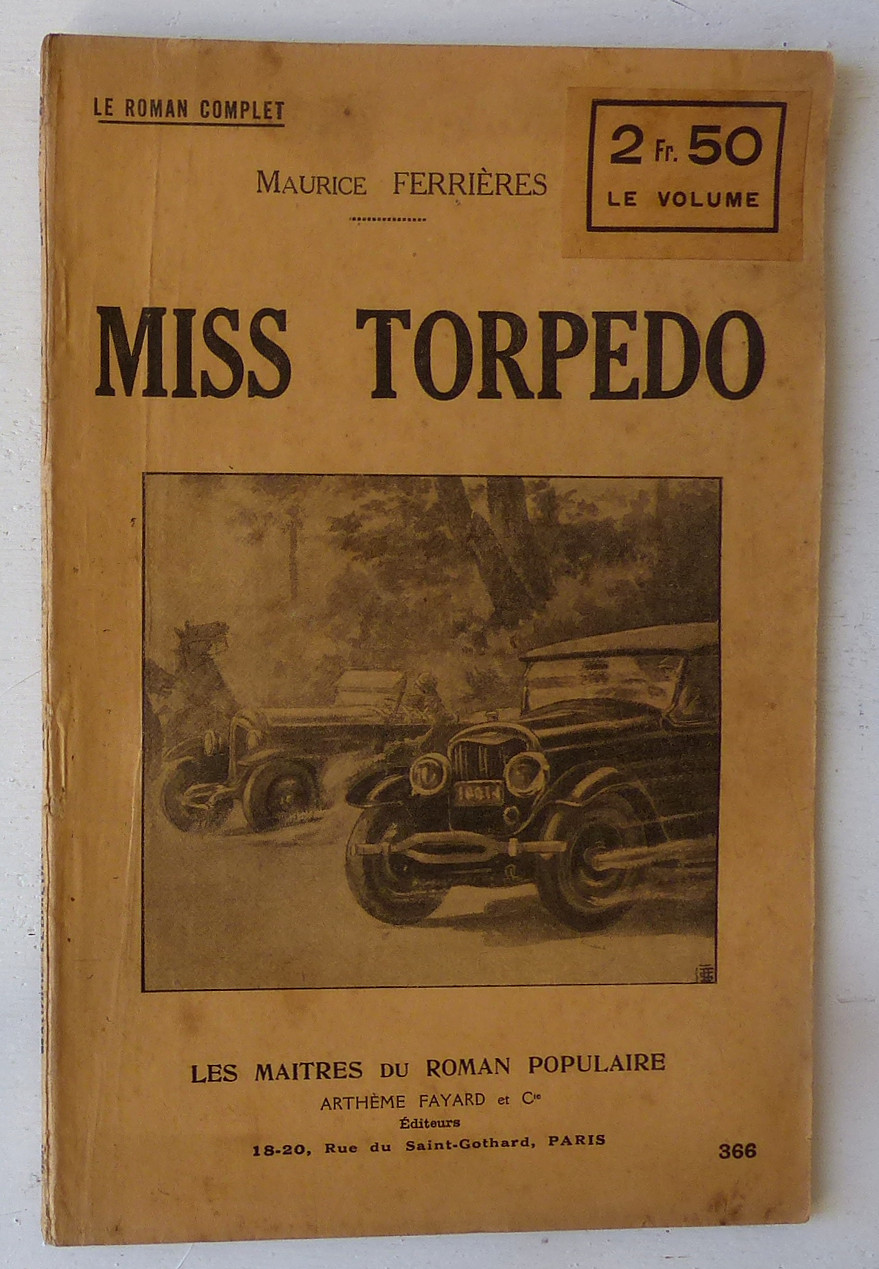 LE ROMAN COMPLET
2 Fr. 50
LE VOLUME
MAURICE FERRIÈRES
MISS TORPEDO
LES MAITRES DU ROMAN POPULAIRE
ARTHÈME FAYARD et Cie
Éditeurs
18-20, Rue du Saint-Gothard, PARIS
366